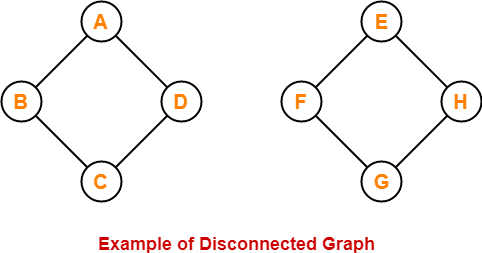 A E
B D F H
C G
Example of Disconnected Graph